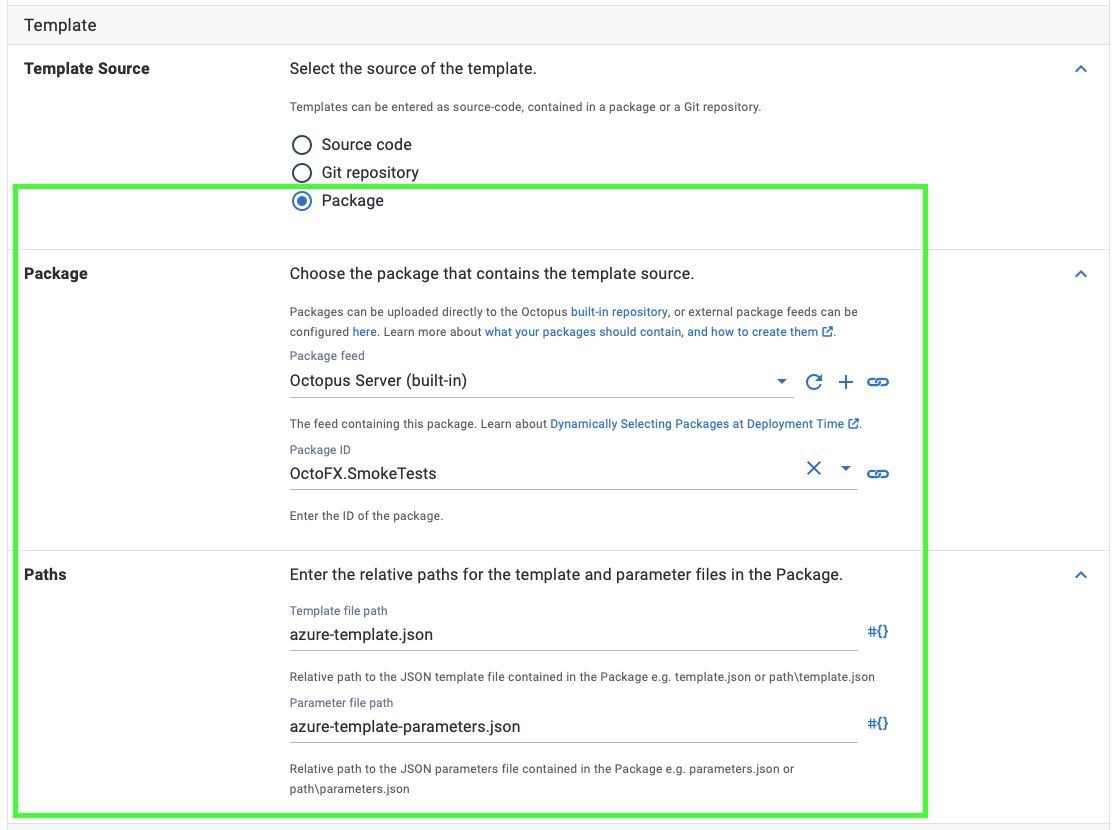 Template
Template Source
Select the source of the template.
Templates can be entered as source-code, contained in a package or a Git repository.
Source code
Git repository
Package
Package
Choose the package that contains the template source.
Packages can be uploaded directly to the Octopus built-in repository, or external package feeds can be
configured here. Learn more about what your packages should contain, and how to create them.
Package feed
Octopus Server (built-in)
The feed containing this package. Learn about Dynamically Selecting Packages at Deployment Time.
Package ID
OctoFX.SmokeTests
Enter the ID of the package.
Paths
Enter the relative paths for the template and parameter files in the Package.
Template file path
azure-template.json
#{}
Relative path to the JSON template file contained in the Package e.g. template.json or path\template.json
Parameter file path
azure-template-parameters.json
#{}
Relative path to the JSON parameters file contained in the Package e.g. parameters.json or
path\parameters.json